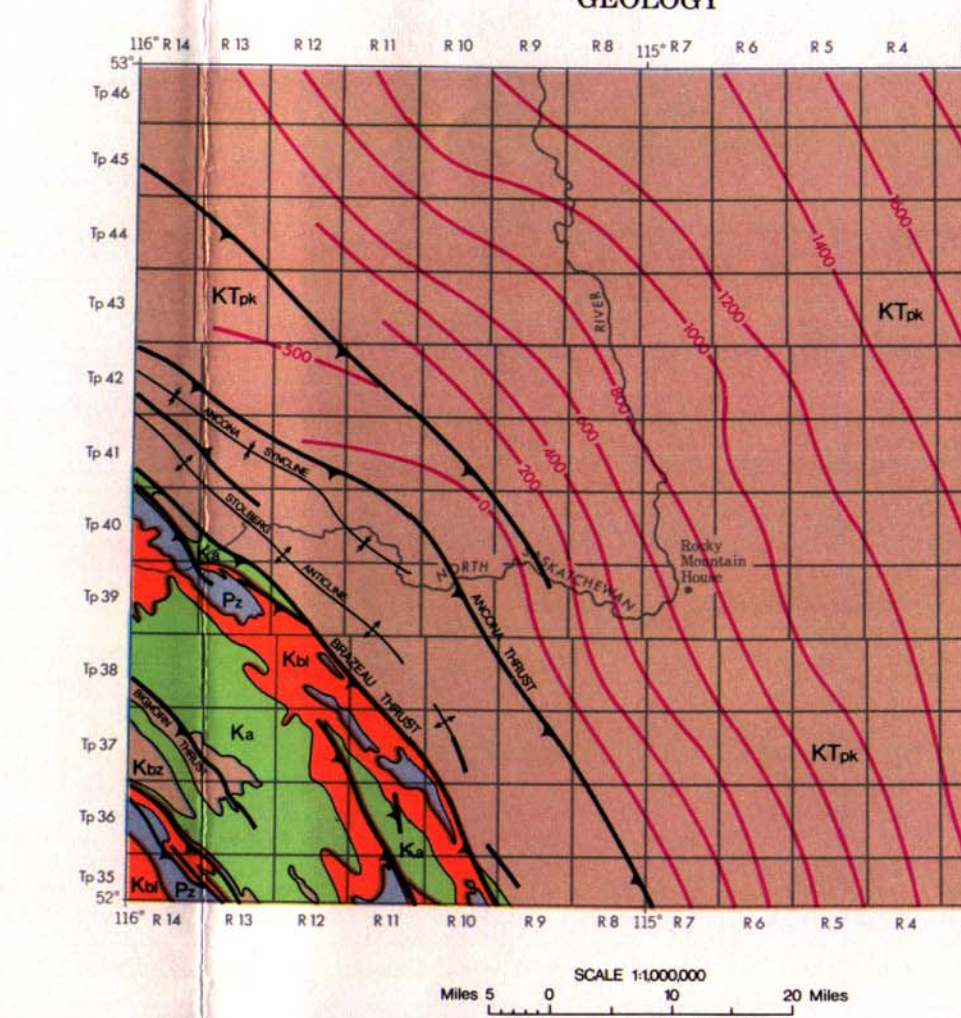 GEOLOGY
116° R 14 R 13 R 12 R 11 R 10 R 9 R 8 115° R 7 R 6 R 5 R 4
53°
Tp 46
Tp 45
Tp 44
Tp 43
Tp 42
Tp 41
Tp 40
Tp 39
Tp 38
Tp 37
Tp 36
Tp 35
52°
1600
1400
KTpk
RIVER
1200
KTpk
1000
500
800
ANCONA SYNCLINE
600
400
200
0
STOLBERG ANTICLINE
Ka
NORTH SASKATCHEWAN
Rocky
Mountain
House
Pz
ANCONA THRUST
Kbl
BRAZEAU THRUST
BIGHORN THRUST
Ka
KTpk
Kbz
Ka
Kbl
Pz
116° R 14 R 13 R 12 R 11 R 10 R 9 R 8 115° R 7 R 6 R 5 R 4
SCALE 1:1,000,000
Miles 5 0 10 20 Miles